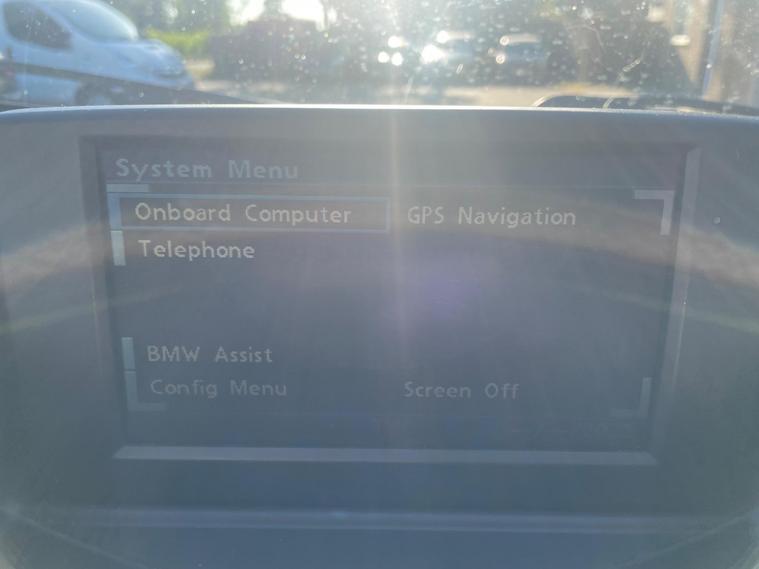 System Menu
Onboard Computer GPS Navigation
Telephone
BMW Assist
Config Menu Screen Off